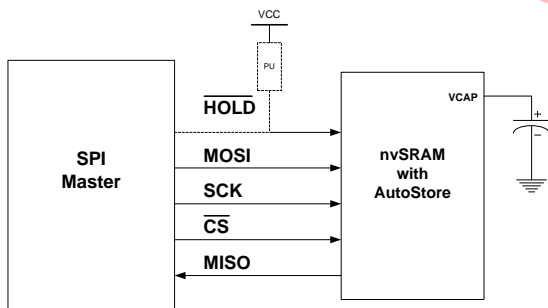 VCC
PU
HOLD
MOSI
SCK
CS
MISO
SPI
Master
VCAP
+
−
nvSRAM
with
AutoStore